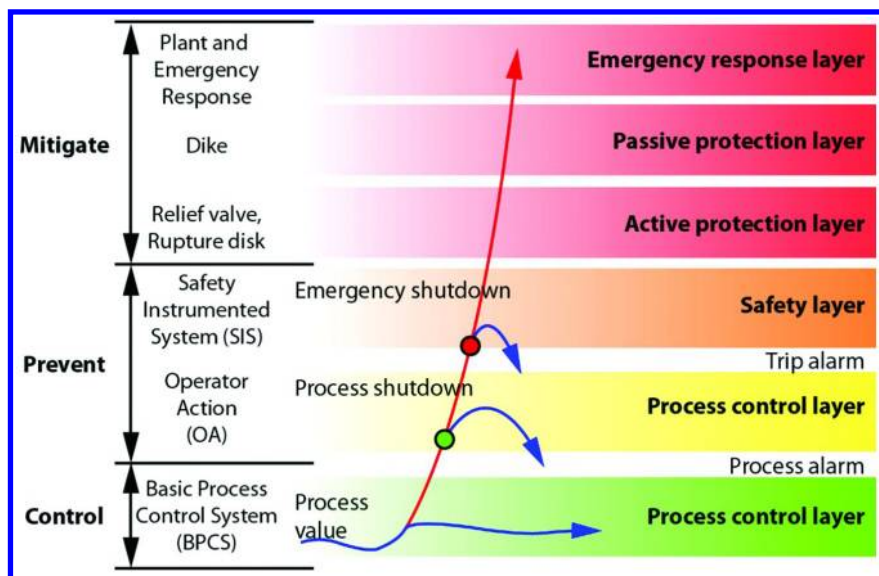 Mitigate
Plant and
Emergency
Response
Dike
Relief valve,
Rupture disk
Emergency response layer
Passive protection layer
Active protection layer
Prevent
Safety
Instrumented
System (SIS)
Operator
Action
(OA)
Emergency shutdown
Safety layer
Trip alarm
Process shutdown
Process control layer
Process alarm
Control
Basic Process
Control System
(BPCS)
Process
value
Process control layer